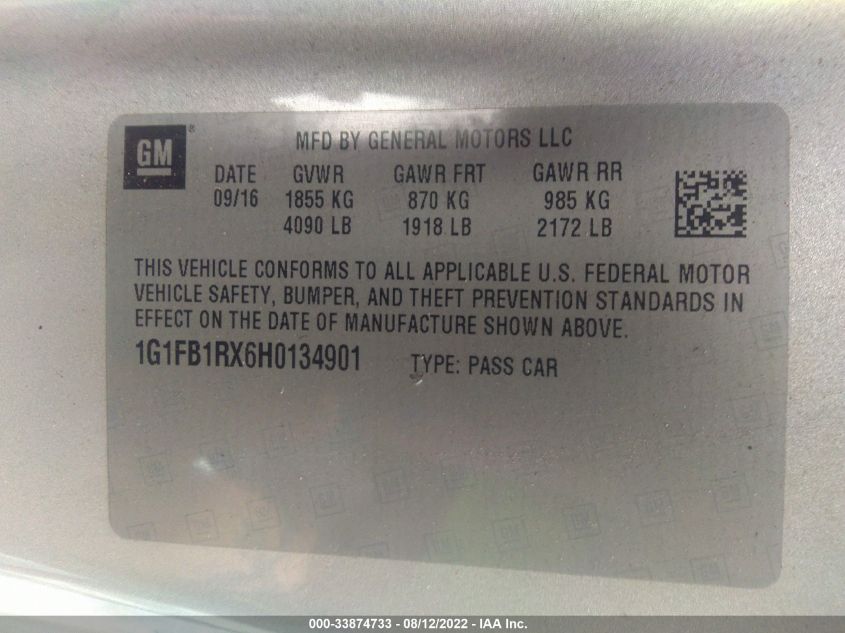 GM ®
MFD BY GENERAL MOTORS LLC
DATE GVWR GAWR FRT GAWR RR
09/16 1855 KG 870 KG 985 KG
4090 LB 1918 LB 2172 LB
THIS VEHICLE CONFORMS TO ALL APPLICABLE U.S. FEDERAL MOTOR
VEHICLE SAFETY, BUMPER, AND THEFT PREVENTION STANDARDS IN
EFFECT ON THE DATE OF MANUFACTURE SHOWN ABOVE.
1G1FB1RX6H0134901 TYPE: PASS CAR
000-33874733 - 08/12/2022 - IAA Inc.